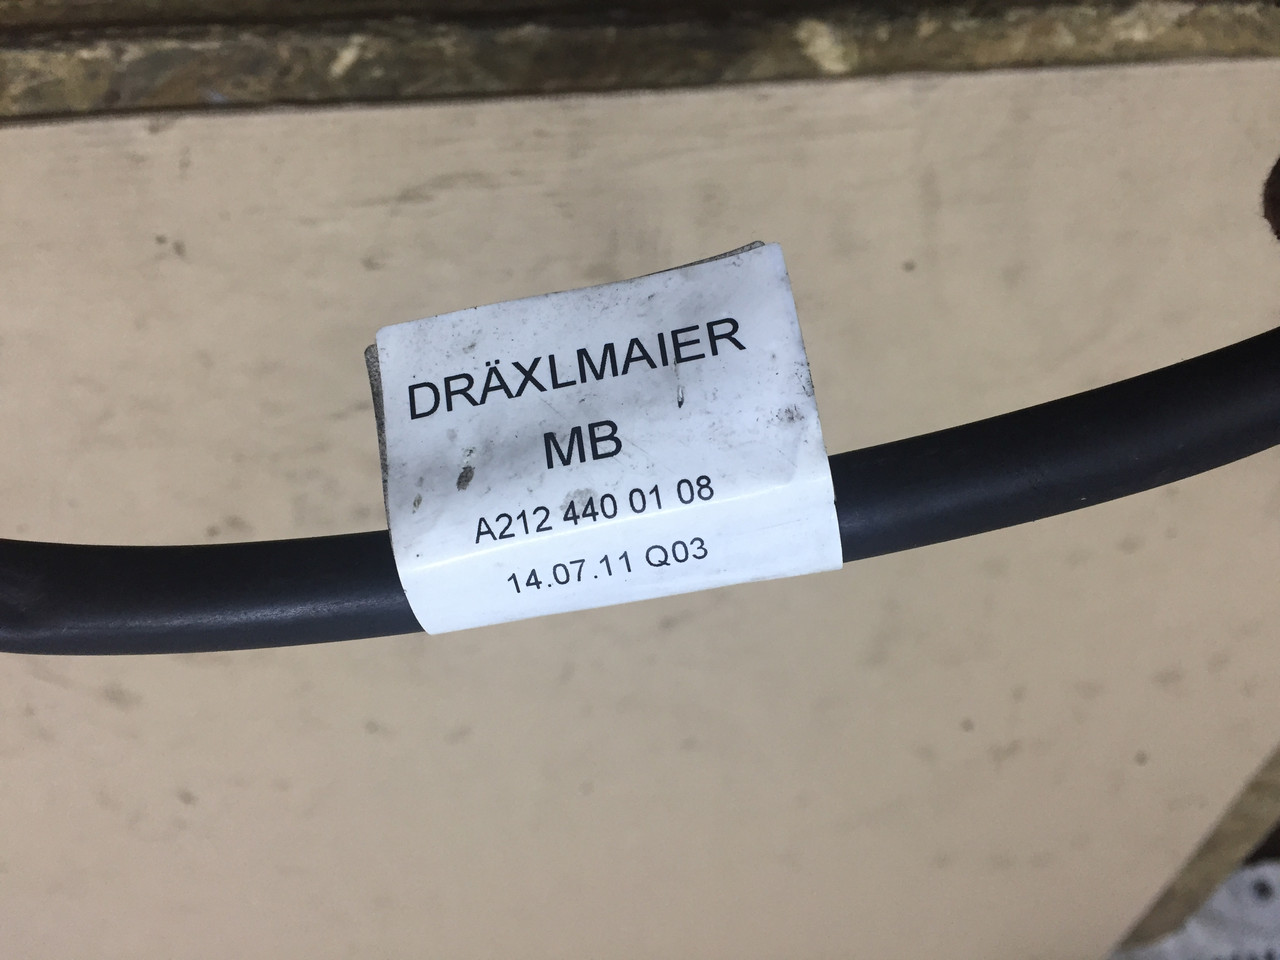 DRÄXLMAIER
MB
A212 440 01 08
14.07.11 Q03